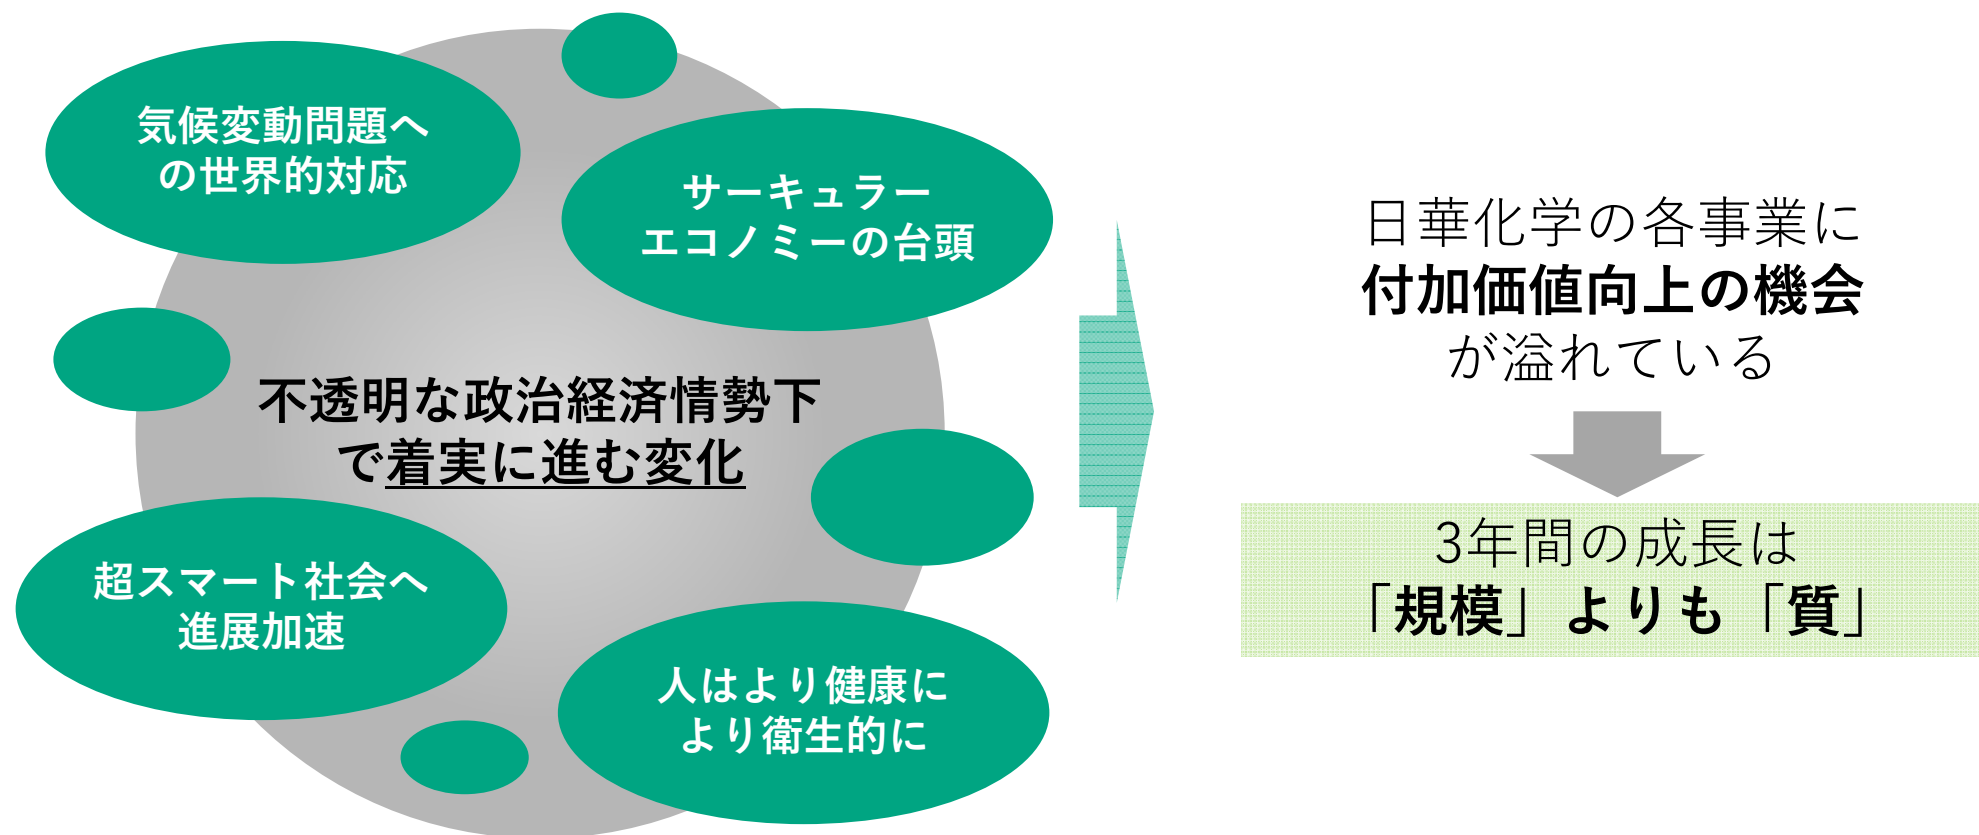 気候変動問題へ
の世界的対応
サーキュラー
エコノミーの台頭
不透明な政治経済情勢下
で着実に進む変化
超スマート社会へ
進展加速
人はより健康に
より衛生的に
日華化学の各事業に
付加価値向上の機会
が溢れている
3年間の成長は
「規模」よりも「質」